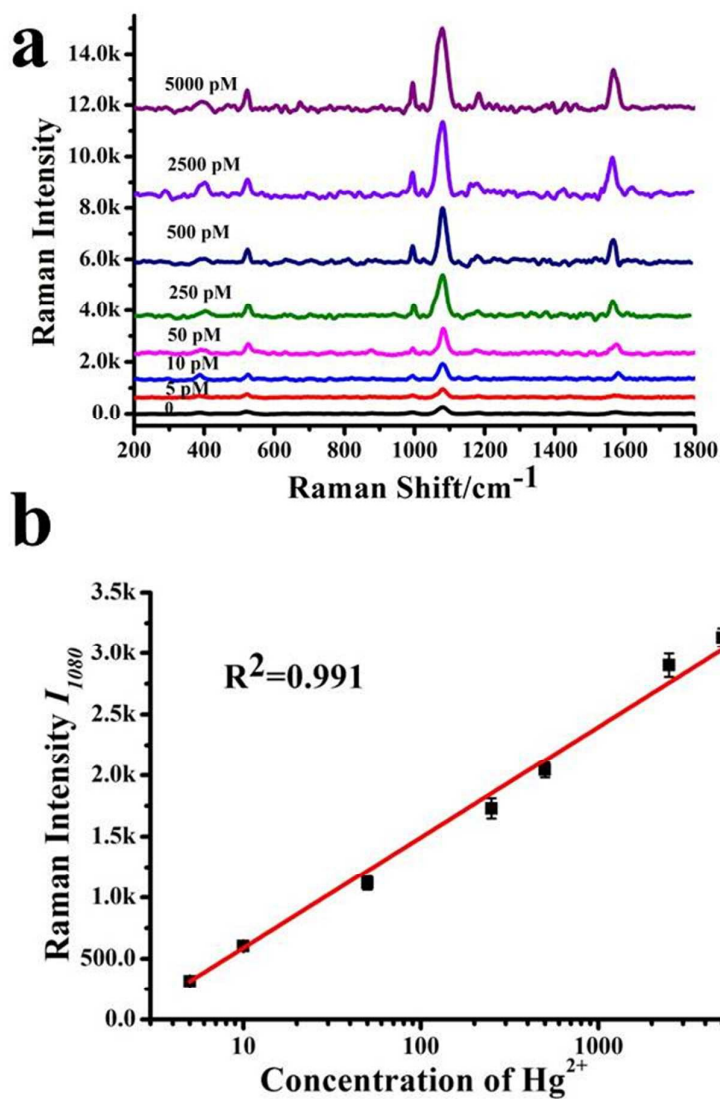 a
14.0k
5000 pM
12.0k
10.0k
2500 pM
8.0k
500 pM
6.0k
250 pM
4.0k
50 pM
2.0k
10 pM
5 pM
0.0
0
200 400 600 800 1000 1200 1400 1600 1800
Raman Intensity
Raman Shift/cm-1
b
3.5k
3.0k
R2=0.991
2.5k
2.0k
1.5k
1.0k
500.0
0.0
10 100 1000
Raman Intensity I1080
Concentration of Hg2+